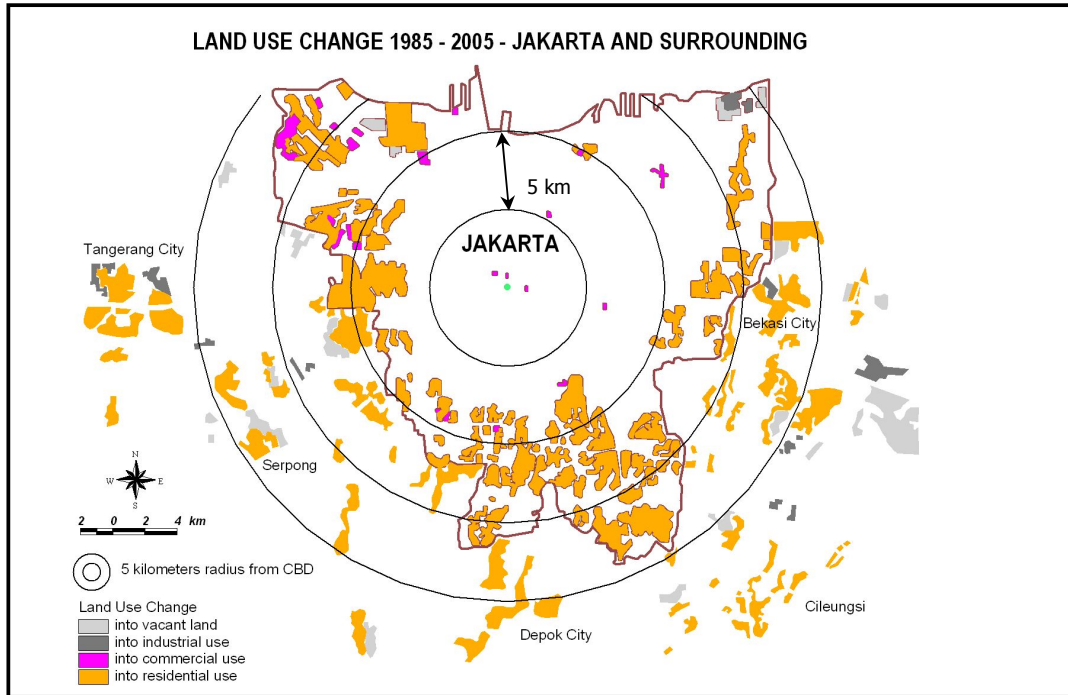 LAND USE CHANGE 1985 - 2005 - JAKARTA AND SURROUNDING
5 km
JAKARTA
Tangerang City
Bekasi City
Serpong
N
W E
S
2 0 2 4 km
5 kilometers radius from CBD
Cileungsi
Depok City
Land Use Change
into vacant land
into industrial use
into commercial use
into residential use